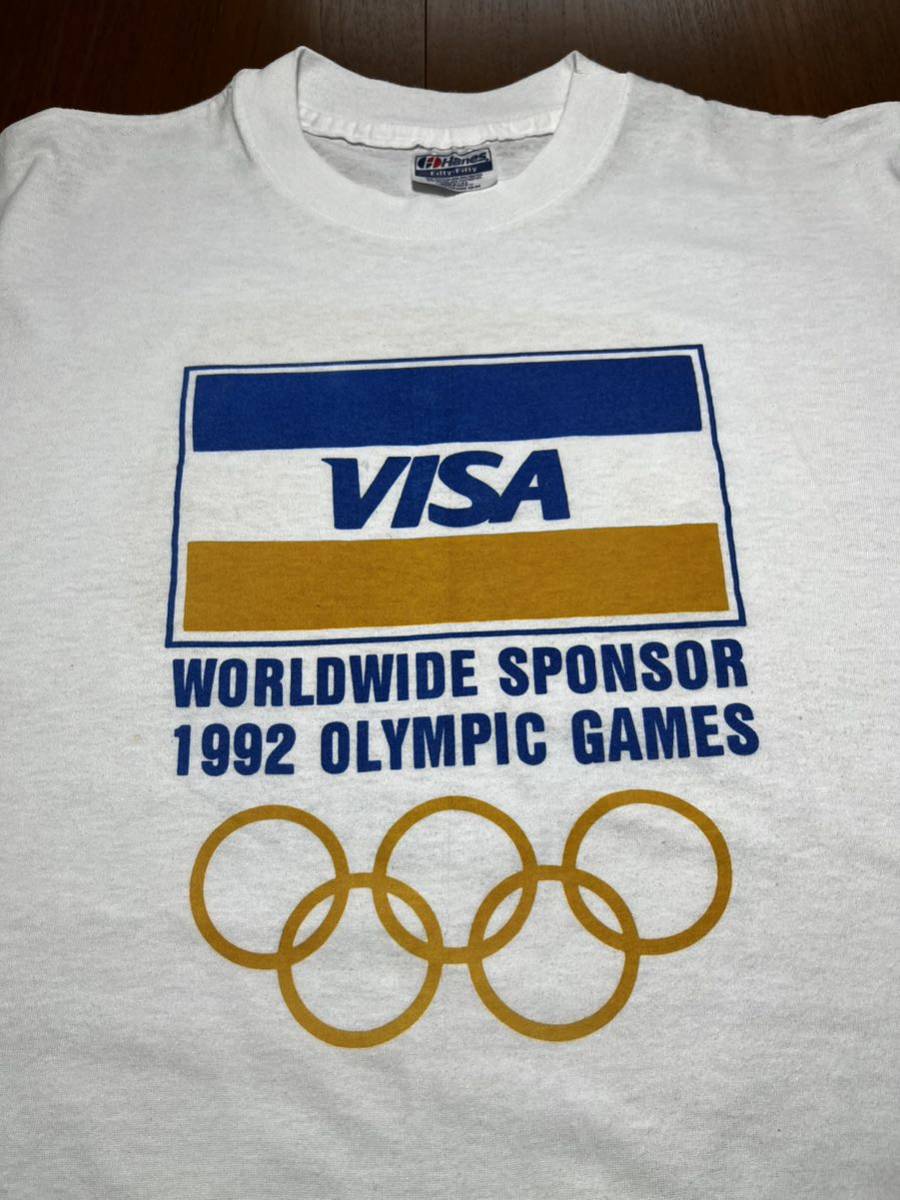 Hanes
Fifty-Fifty
VISA
WORLDWIDE SPONSOR
1992 OLYMPIC GAMES